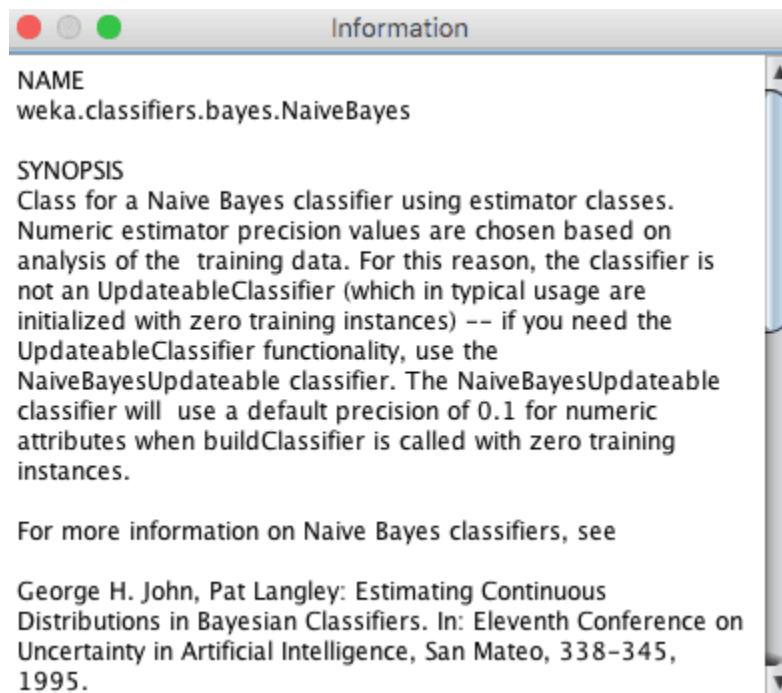 Information
NAME
weka.classifiers.bayes.NaiveBayes
SYNOPSIS
Class for a Naive Bayes classifier using estimator classes.
Numeric estimator precision values are chosen based on
analysis of the  training data. For this reason, the classifier is
not an UpdateableClassifier (which in typical usage are
initialized with zero training instances) -- if you need the
UpdateableClassifier functionality, use the
NaiveBayesUpdateable classifier. The NaiveBayesUpdateable
classifier will  use a default precision of 0.1 for numeric
attributes when buildClassifier is called with zero training
instances.
For more information on Naive Bayes classifiers, see
George H. John, Pat Langley: Estimating Continuous
Distributions in Bayesian Classifiers. In: Eleventh Conference on
Uncertainty in Artificial Intelligence, San Mateo, 338-345,
1995.